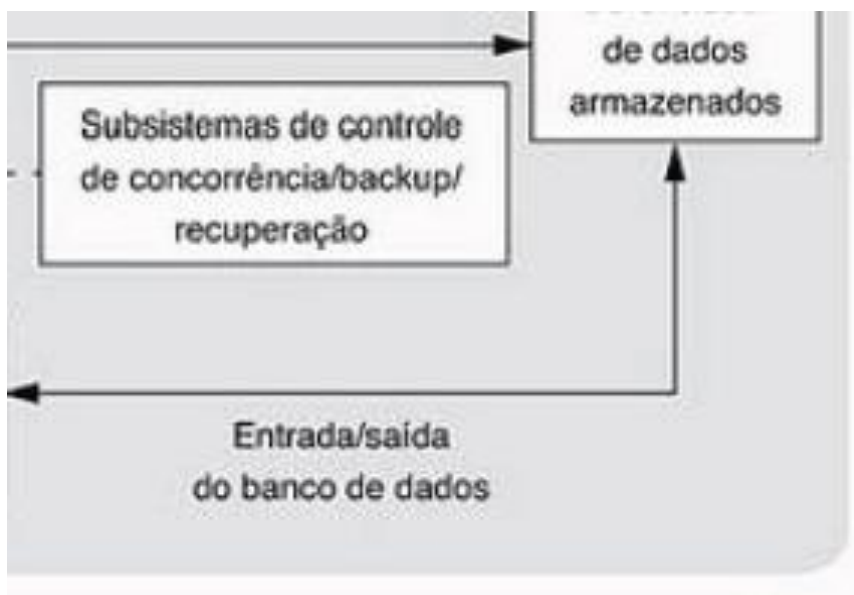 de dados
armazenados
Subsistemas de controle
de concorrência/backup/
recuperação
Entrada/saída
do banco de dados